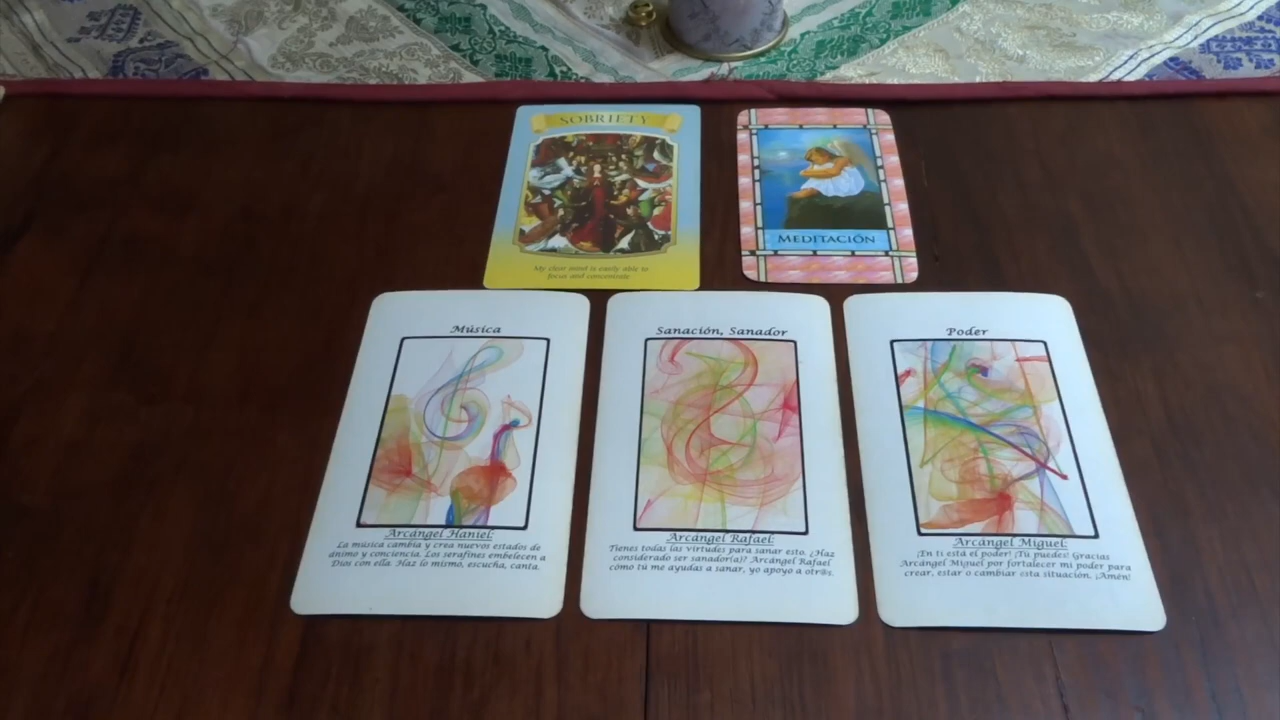 SOBRIETY
My clear mind is easily able to
focus and concentrate
MEDITACIÓN
Música
Arcángel Haniel:
La música cambia y crea nuevos estados de
ánimo y conciencia. Los serafines embelecen a
Dios con ella. Haz lo mismo, escucha, canta.
Sanación, Sanador
Arcángel Rafael:
Tienes todas las virtudes para sanar esto. ¿Haz
considerado ser sanador(a)? Arcángel Rafael
cómo tú me ayudas a sanar, yo apoyo a otr@s.
Poder
Arcángel Miguel:
¡En ti está el poder! ¡Tú puedes! Gracias
Arcángel Miguel por fortalecer mi poder para
crear, estar o cambiar esta situación. ¡Amén!